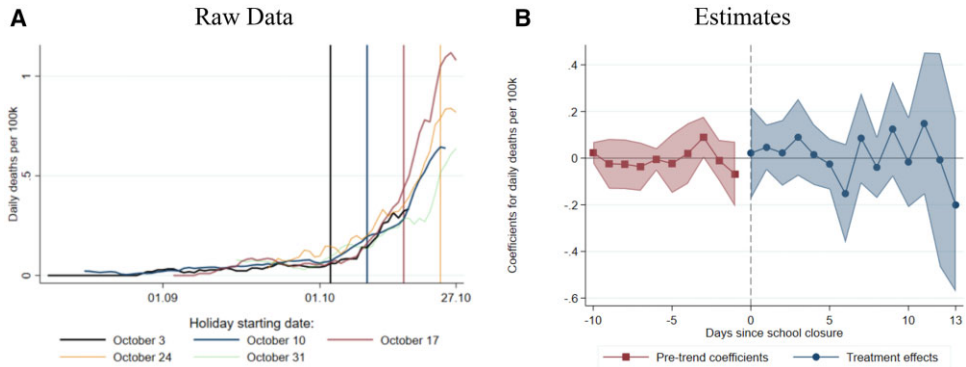 A Raw Data
Daily deaths per 100k
1
.5
0
01.09 01.10 27.10
Holiday starting date:
October 3 October 10 October 17
October 24 October 31
B Estimates
Coefficients for daily deaths per 100k
.4
.2
0
-.2
-.4
-.6
-10 -5 0 5 10 13
Days since school closure
Pre-trend coefficients Treatment effects